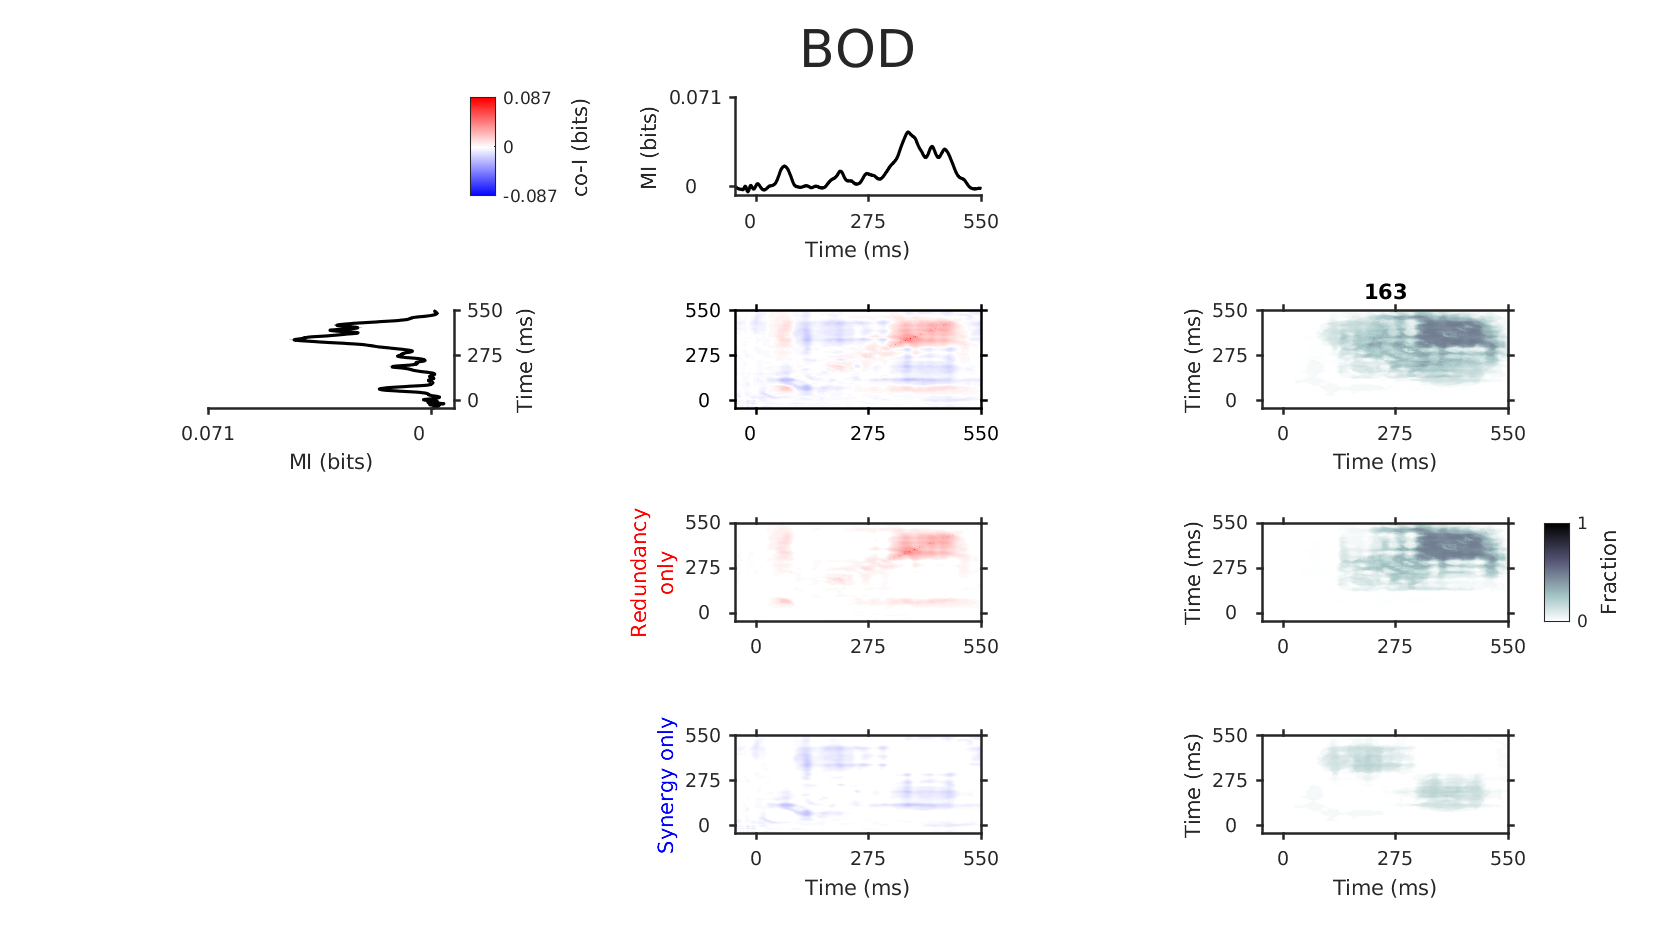 BOD
0.087
0
-0.087
co-I (bits)
MI (bits)
0.071
0
0 275 550
Time (ms)
550
275
0
Time (ms)
0.071 0
MI (bits)
550
275
0
0 275 550
163
Time (ms)
550
275
0
0 275 550
Time (ms)
Redundancy
only
550
275
0
0 275 550
Time (ms)
550
275
0
0 275 550
1
0
Fraction
Synergy only
550
275
0
0 275 550
Time (ms)
Time (ms)
550
275
0
0 275 550
Time (ms)